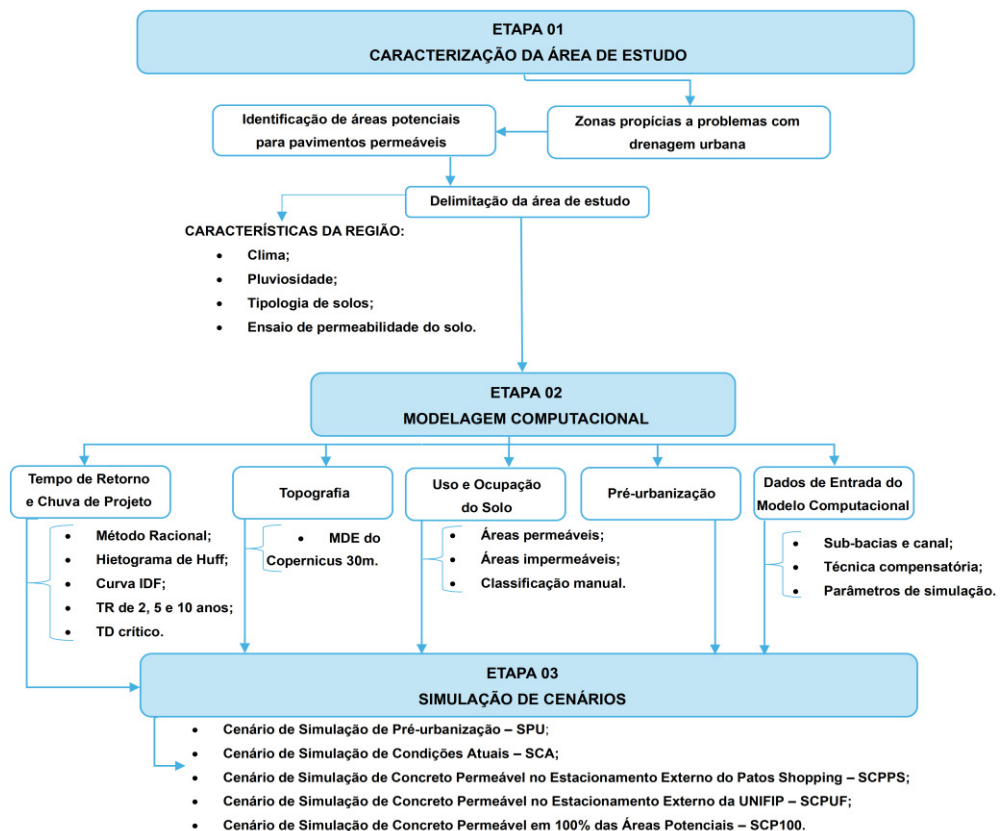 ETAPA 01
CARACTERIZAÇÃO DA ÁREA DE ESTUDO
Identificação de áreas potenciais
para pavimentos permeáveis
Zonas propícias a problemas com
drenagem urbana
Delimitação da área de estudo
CARACTERÍSTICAS DA REGIÃO:
• Clima;
• Pluviosidade;
• Tipologia de solos;
• Ensaio de permeabilidade do solo.
ETAPA 02
MODELAGEM COMPUTACIONAL
Tempo de Retorno
e Chuva de Projeto
• Método Racional;
• Hietograma de Huff;
• Curva IDF;
• TR de 2, 5 e 10 anos;
• TD crítico.
Topografia
• MDE do
Copernicus 30m.
Uso e Ocupação
do Solo
• Áreas permeáveis;
• Áreas impermeáveis;
• Classificação manual.
Pré-urbanização
Dados de Entrada do
Modelo Computacional
• Sub-bacias e canal;
• Técnica compensatória;
• Parâmetros de simulação.
ETAPA 03
SIMULAÇÃO DE CENÁRIOS
• Cenário de Simulação de Pré-urbanização – SPU;
• Cenário de Simulação de Condições Atuais – SCA;
• Cenário de Simulação de Concreto Permeável no Estacionamento Externo do Patos Shopping – SCPPS;
• Cenário de Simulação de Concreto Permeável no Estacionamento Externo da UNIFIP – SCPUF;
• Cenário de Simulação de Concreto Permeável em 100% das Áreas Potenciais – SCP100.